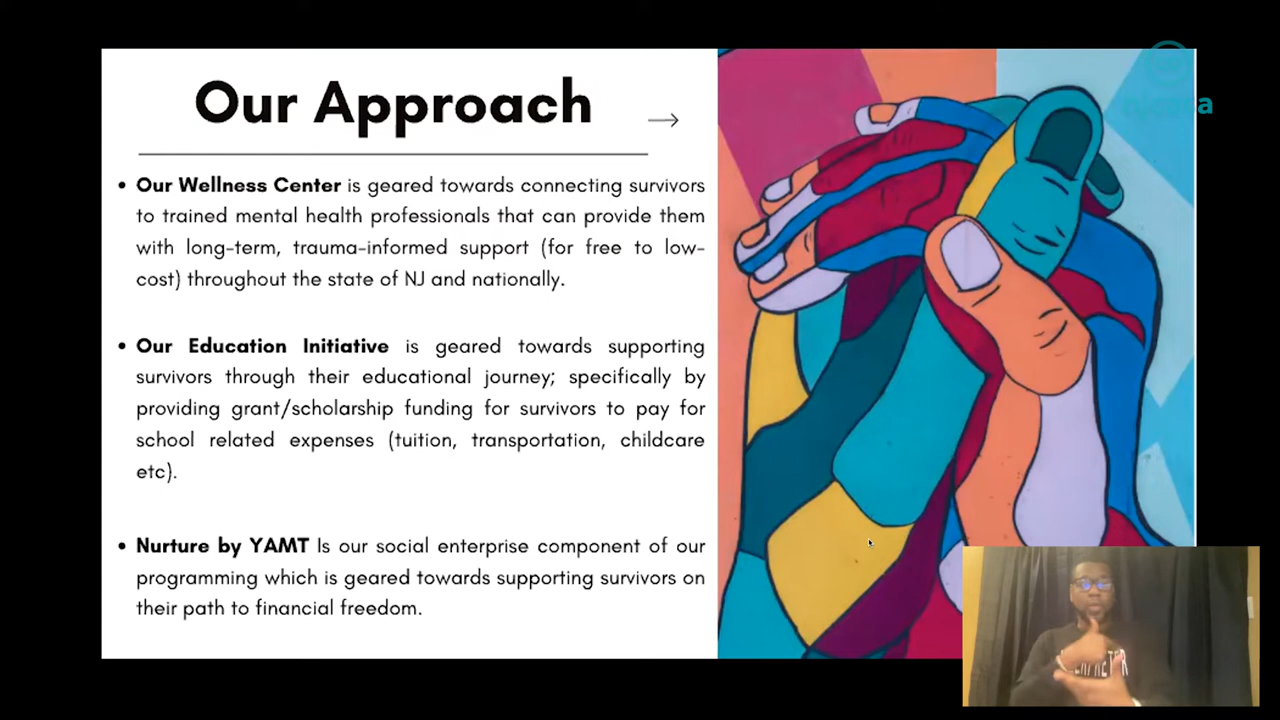 Our Approach
Our Wellness Center is geared towards connecting survivors
to trained mental health professionals that can provide them
with long-term, trauma-informed support (for free to low-
cost) throughout the state of NJ and nationally.
Our Education Initiative is geared towards supporting
survivors through their educational journey; specifically by
providing grant/scholarship funding for survivors to pay for
school related expenses (tuition, transportation, childcare
etc).
Nurture by YAMT Is our social enterprise component of our
programming which is geared towards supporting survivors on
their path to financial freedom.